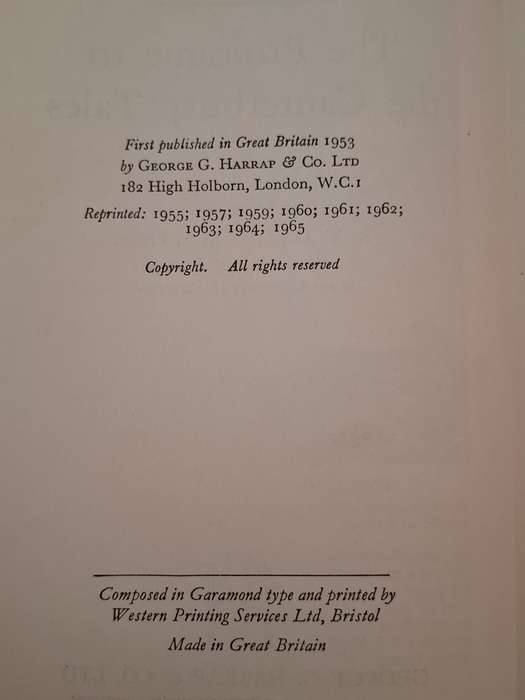 First published in Great Britain 1953
by GEORGE G. HARRAP & CO. LTD
182 High Holborn, London, W.C.1
Reprinted: 1955; 1957; 1959; 1960; 1961; 1962;
1963; 1964; 1965
Copyright. All rights reserved
Composed in Garamond type and printed by
Western Printing Services Ltd, Bristol
Made in Great Britain